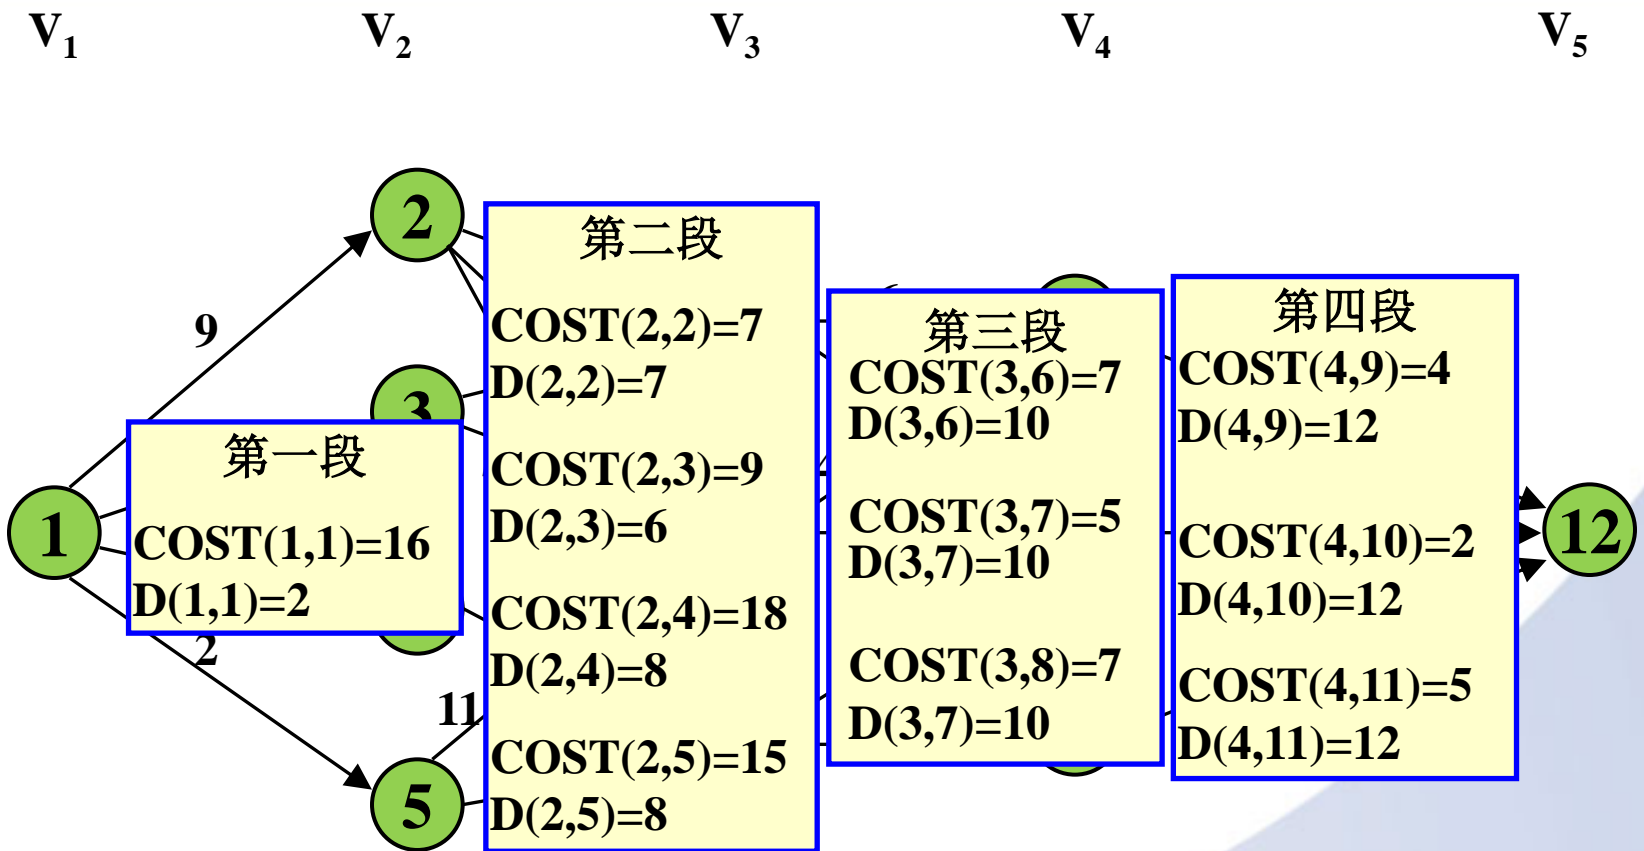 V1 V2 V3 V4 V5
2
9
3
1
12
2
11
5
第一段
COST(1,1)=16
D(1,1)=2
第二段
COST(2,2)=7
D(2,2)=7
COST(2,3)=9
D(2,3)=6
COST(2,4)=18
D(2,4)=8
COST(2,5)=15
D(2,5)=8
第三段
COST(3,6)=7
D(3,6)=10
COST(3,7)=5
D(3,7)=10
COST(3,8)=7
D(3,7)=10
第四段
COST(4,9)=4
D(4,9)=12
COST(4,10)=2
D(4,10)=12
COST(4,11)=5
D(4,11)=12